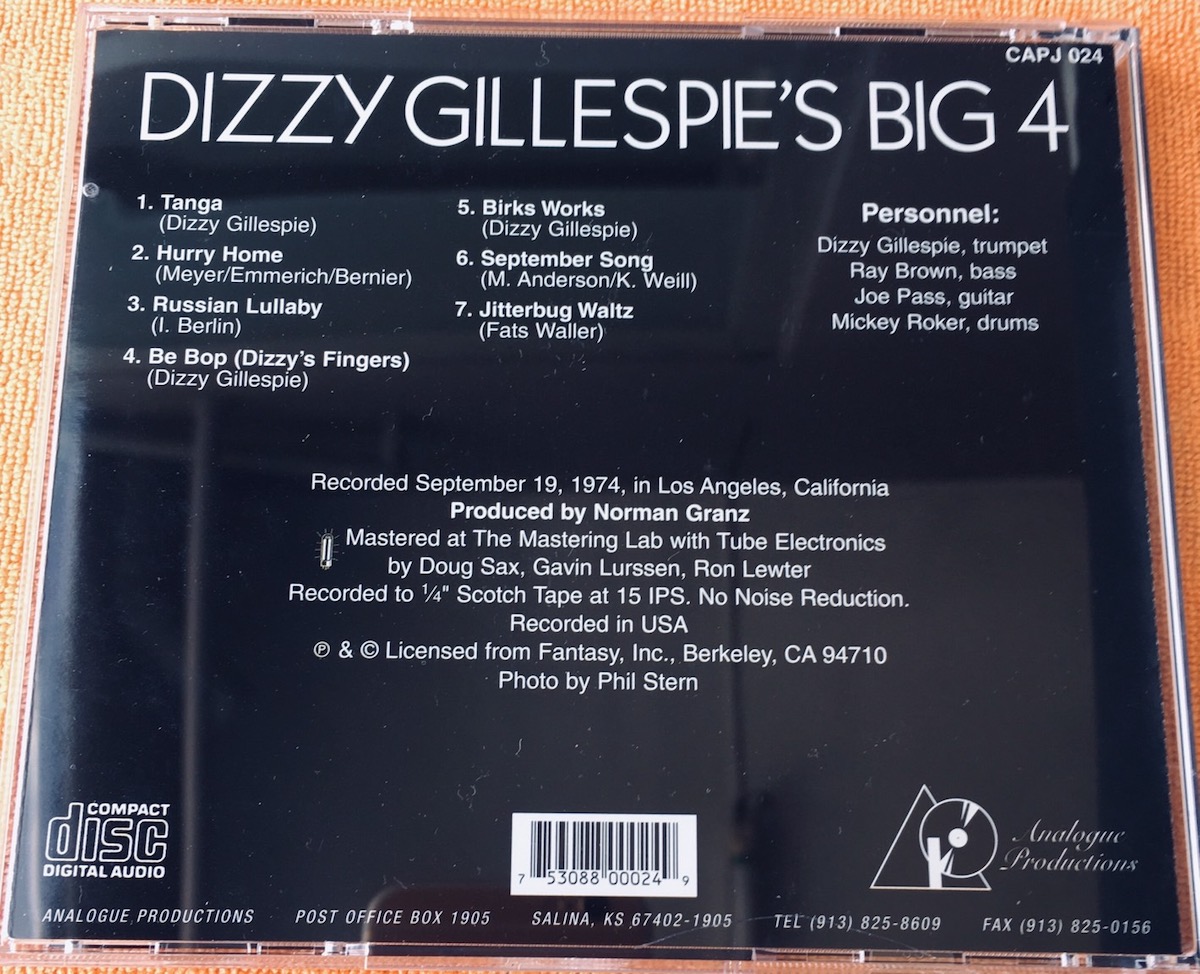 CAPJ 024
DIZZY GILLESPIE'S BIG 4
1. Tanga
(Dizzy Gillespie)
2. Hurry Home
(Meyer/Emmerich/Bernier)
3. Russian Lullaby
(I. Berlin)
4. Be Bop (Dizzy's Fingers)
(Dizzy Gillespie)
5. Birks Works
(Dizzy Gillespie)
6. September Song
(M. Anderson/K. Weill)
7. Jitterbug Waltz
(Fats Waller)
Personnel:
Dizzy Gillespie, trumpet
Ray Brown, bass
Joe Pass, guitar
Mickey Roker, drums
Recorded September 19, 1974, in Los Angeles, California
Produced by Norman Granz
Mastered at The Mastering Lab with Tube Electronics
by Doug Sax, Gavin Lurssen, Ron Lewter
Recorded to ¼" Scotch Tape at 15 IPS. No Noise Reduction.
Recorded in USA
℗ & © Licensed from Fantasy, Inc., Berkeley, CA 94710
Photo by Phil Stern
COMPACT
disc
DIGITAL AUDIO
7 53088 00024 9
Analogue
Productions
ANALOGUE PRODUCTIONS POST OFFICE BOX 1905 SALINA, KS 67402-1905 TEL (913) 825-8609 FAX (913) 825-0156